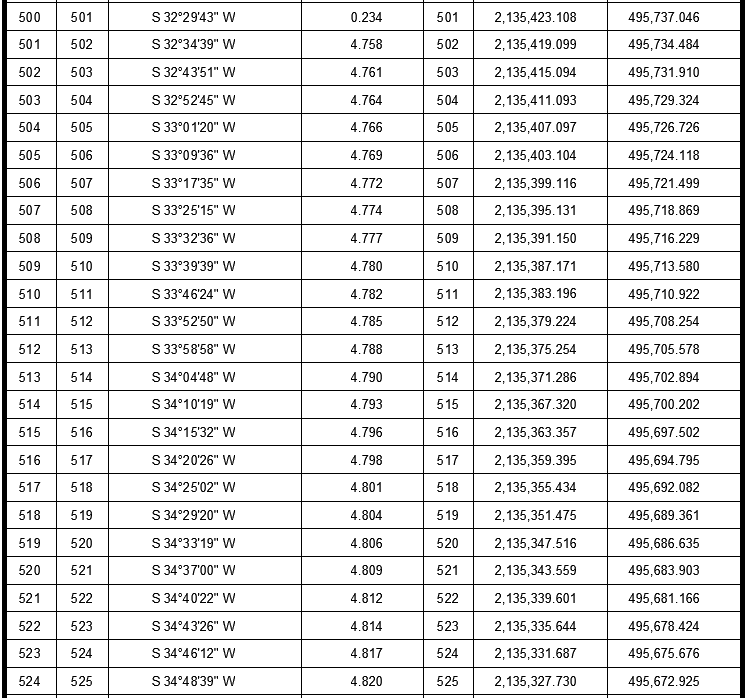 500 501 S 32°29'43" W 0.234 501 2,135,423.108 495,737.046
501 502 S 32°34'39" W 4.758 502 2,135,419.099 495,734.484
502 503 S 32°43'51" W 4.761 503 2,135,415.094 495,731.910
503 504 S 32°52'45" W 4.764 504 2,135,411.093 495,729.324
504 505 S 33°01'20" W 4.766 505 2,135,407.097 495,726.726
505 506 S 33°09'36" W 4.769 506 2,135,403.104 495,724.118
506 507 S 33°17'35" W 4.772 507 2,135,399.116 495,721.499
507 508 S 33°25'15" W 4.774 508 2,135,395.131 495,718.869
508 509 S 33°32'36" W 4.777 509 2,135,391.150 495,716.229
509 510 S 33°39'39" W 4.780 510 2,135,387.171 495,713.580
510 511 S 33°46'24" W 4.782 511 2,135,383.196 495,710.922
511 512 S 33°52'50" W 4.785 512 2,135,379.224 495,708.254
512 513 S 33°58'58" W 4.788 513 2,135,375.254 495,705.578
513 514 S 34°04'48" W 4.790 514 2,135,371.286 495,702.894
514 515 S 34°10'19" W 4.793 515 2,135,367.320 495,700.202
515 516 S 34°15'32" W 4.796 516 2,135,363.357 495,697.502
516 517 S 34°20'26" W 4.798 517 2,135,359.395 495,694.795
517 518 S 34°25'02" W 4.801 518 2,135,355.434 495,692.082
518 519 S 34°29'20" W 4.804 519 2,135,351.475 495,689.361
519 520 S 34°33'19" W 4.806 520 2,135,347.516 495,686.635
520 521 S 34°37'00" W 4.809 521 2,135,343.559 495,683.903
521 522 S 34°40'22" W 4.812 522 2,135,339.601 495,681.166
522 523 S 34°43'26" W 4.814 523 2,135,335.644 495,678.424
523 524 S 34°46'12" W 4.817 524 2,135,331.687 495,675.676
524 525 S 34°48'39" W 4.820 525 2,135,327.730 495,672.925